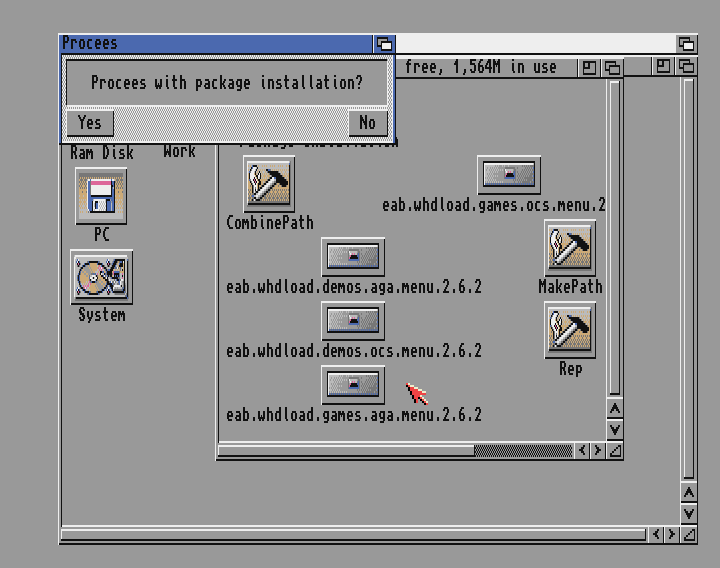 Procees
free, 1,564M in use
Procees with package installation?
Yes
No
Ram Disk
Work
CombinePath
eab.whdload.games.ocs.menu.2
PC
eab.whdload.demos.aga.menu.2.6.2
MakePath
System
eab.whdload.demos.ocs.menu.2.6.2
Rep
eab.whdload.games.aga.menu.2.6.2